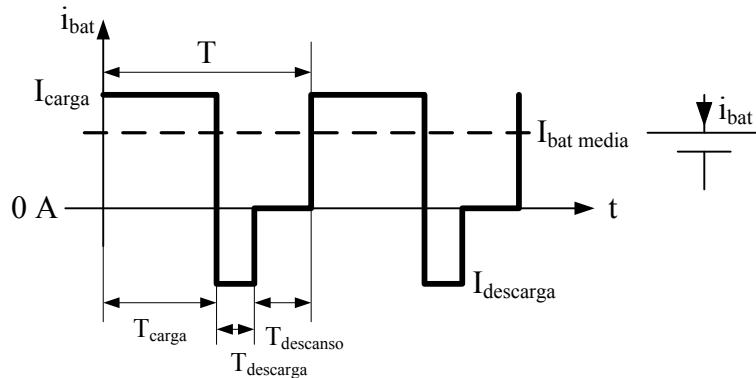 i_bat
T
I_carga
i_bat
I_bat media
0 A
t
I_descarga
T_carga
T_descanso
T_descarga